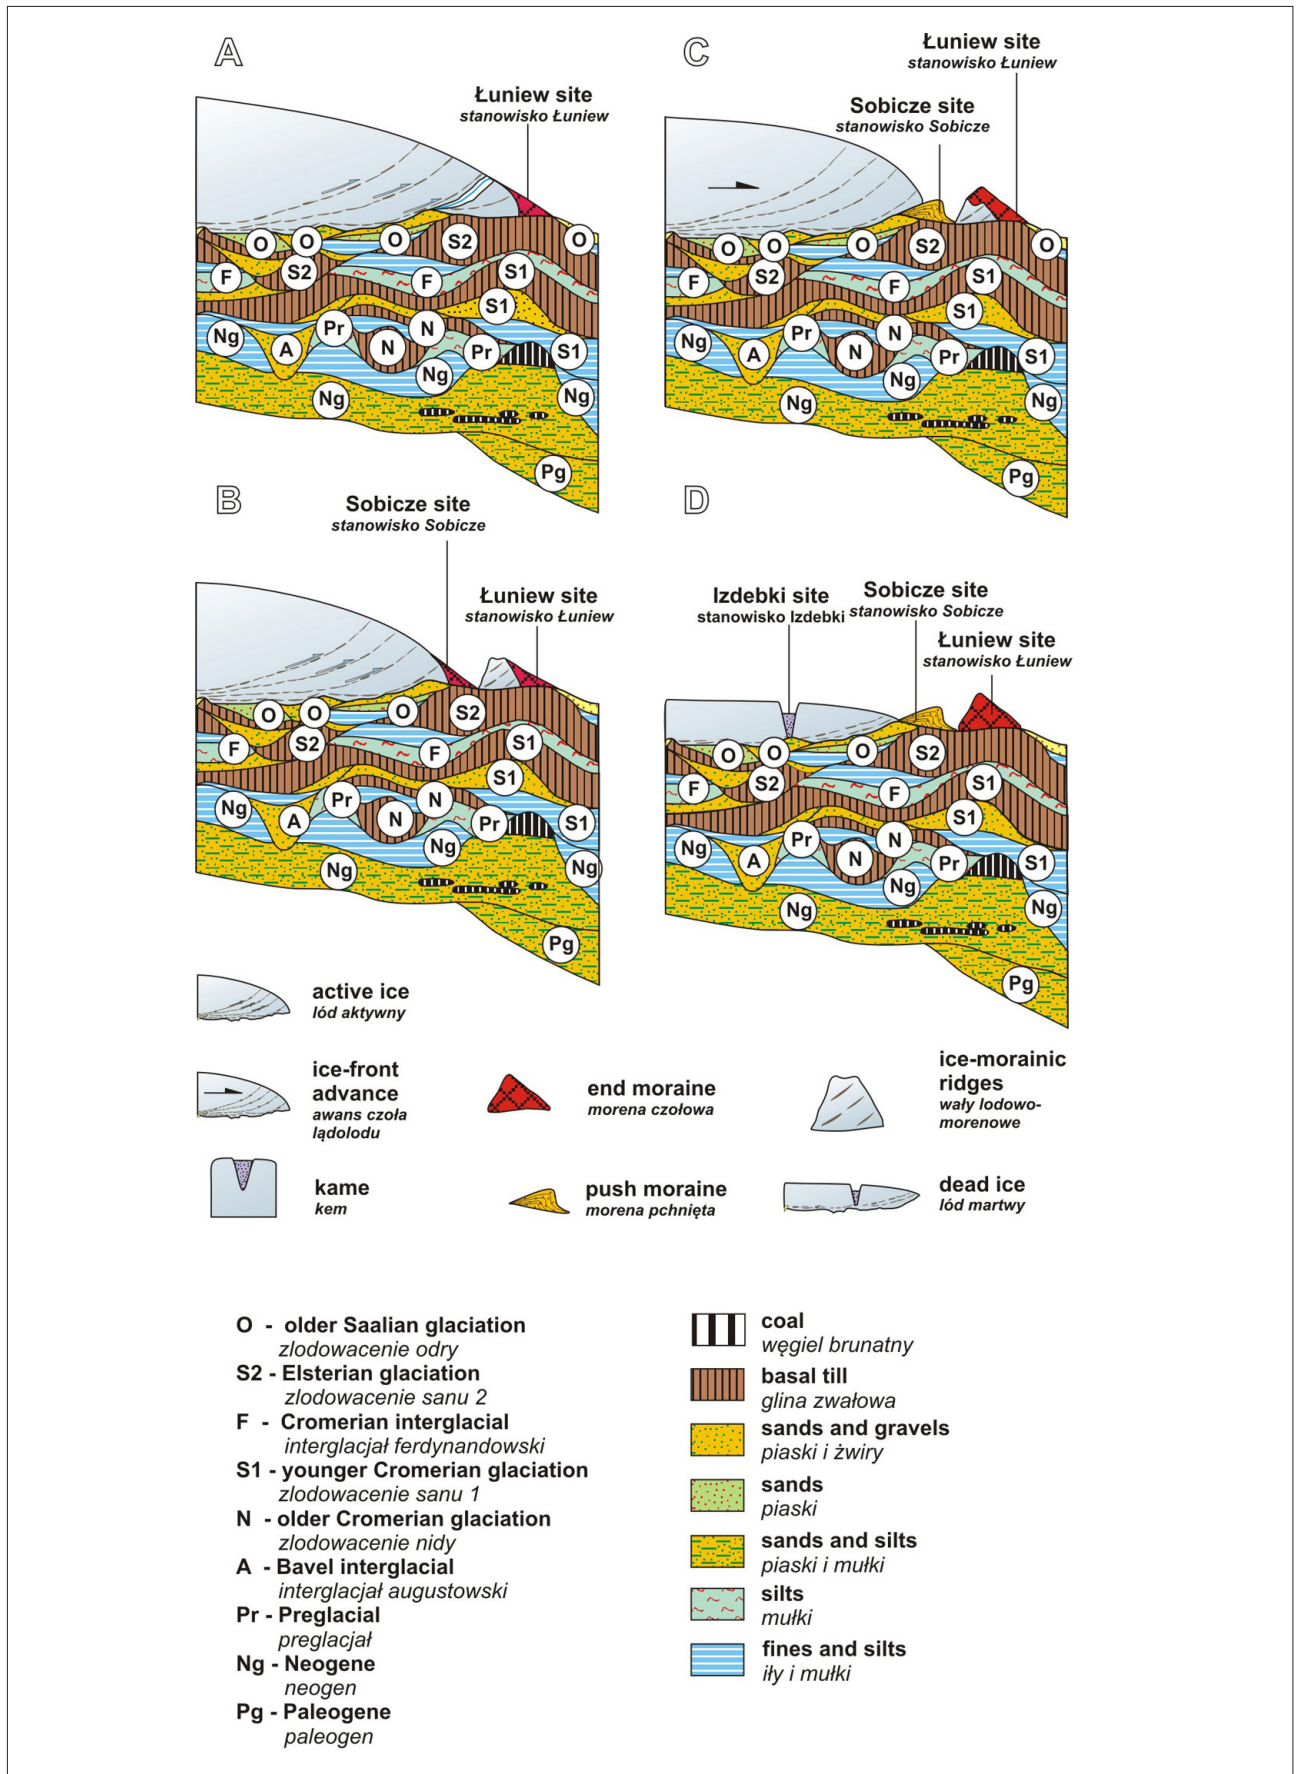 A
Łuniew site
stanowisko Łuniew
O
O
O
S2
O
F
S2
F
S1
S1
Ng
A
Pr
N
N
Pr
S1
Ng
Ng
Ng
Pg
C
Łuniew site
stanowisko Łuniew
Sobicze site
stanowisko Sobicze
O
O
O
S2
O
F
S2
F
S1
S1
Ng
A
Pr
N
N
Pr
S1
Ng
Ng
Ng
Pg
B
Sobicze site
stanowisko Sobicze
Łuniew site
stanowisko Łuniew
O
O
O
S2
F
S2
F
S1
S1
Ng
A
Pr
N
N
Pr
S1
Ng
Ng
Ng
Pg
D
Izdebki site
stanowisko Izdebki
Sobicze site
stanowisko Sobicze
Łuniew site
stanowisko Łuniew
O
O
O
S2
F
S2
F
S1
S1
Ng
A
Pr
N
N
Pr
S1
Ng
Ng
Ng
Pg
active ice
lód aktywny
ice-front
advance
awans czoła
lądolodu
kame
kem
end moraine
morena czołowa
push moraine
morena pchnięta
ice-morainic
ridges
wały lodowo-
morenowe
dead ice
lód martwy
O - older Saalian glaciation
zlodowacenie odry
S2 - Elsterian glaciation
zlodowacenie sanu 2
F - Cromerian interglacial
interglacjał ferdynandowski
S1 - younger Cromerian glaciation
zlodowacenie sanu 1
N - older Cromerian glaciation
zlodowacenie nidy
A - Bavel interglacial
interglacjał augustowski
Pr - Preglacial
preglacjał
Ng - Neogene
neogen
Pg - Paleogene
paleogen
coal
węgiel brunatny
basal till
glina zwałowa
sands and gravels
piaski i żwiry
sands
piaski
sands and silts
piaski i mułki
silts
mułki
fines and silts
iły i mułki